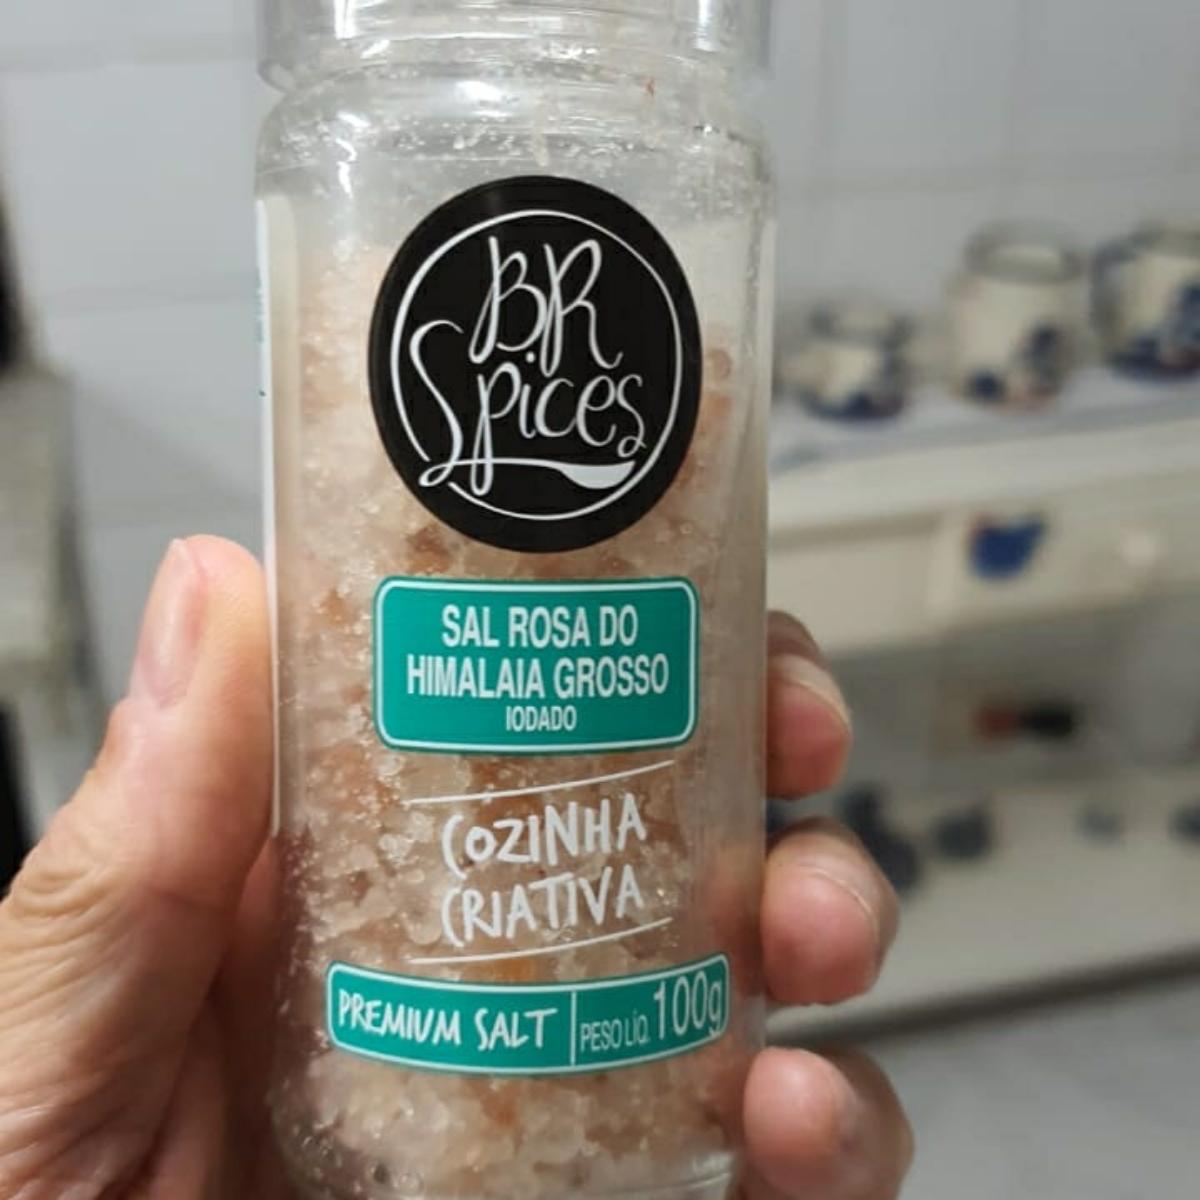 BR
Spices
SAL ROSA DO
HIMALAIA GROSSO
IODADO
COZINHA
CRIATIVA
PREMIUM SALT PESO LÍQ. 100g